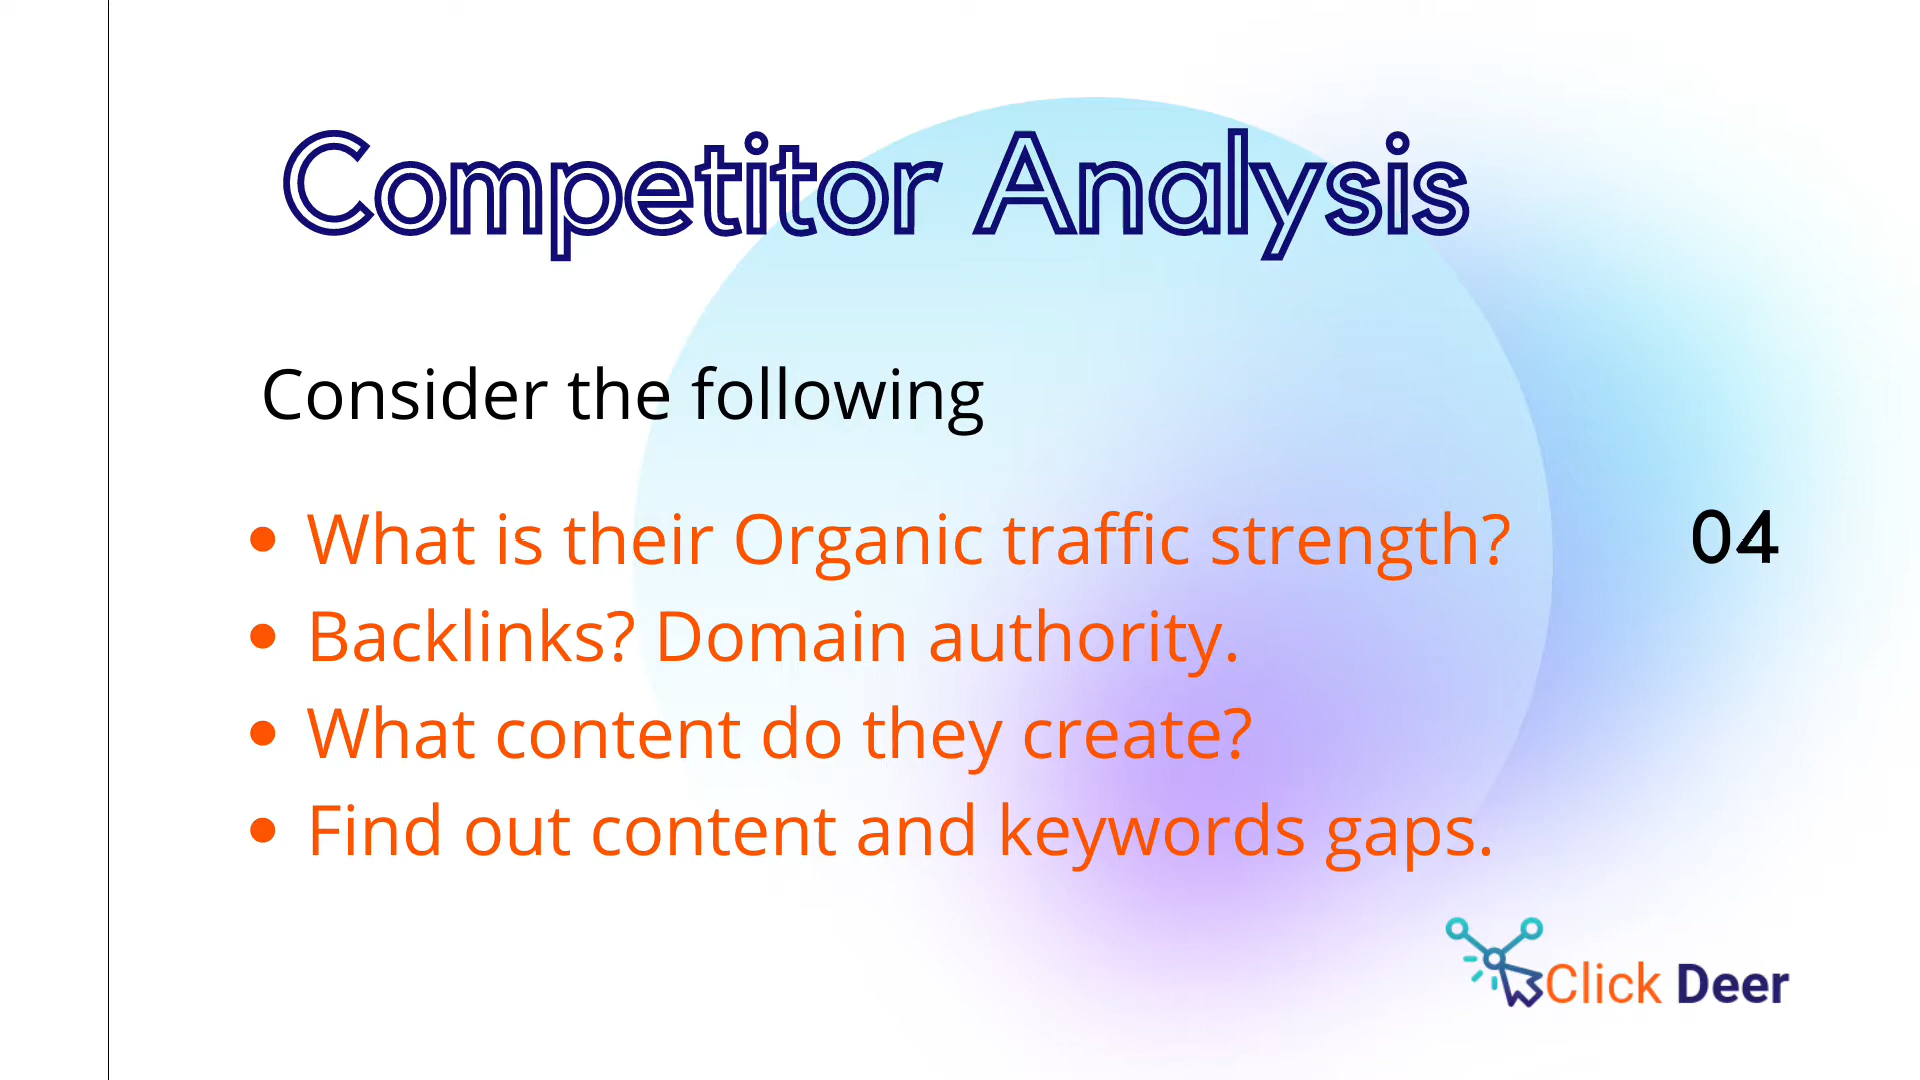 Competitor Analysis
Consider the following
• What is their Organic traffic strength?
• Backlinks? Domain authority.
• What content do they create?
• Find out content and keywords gaps.
04
Click Deer